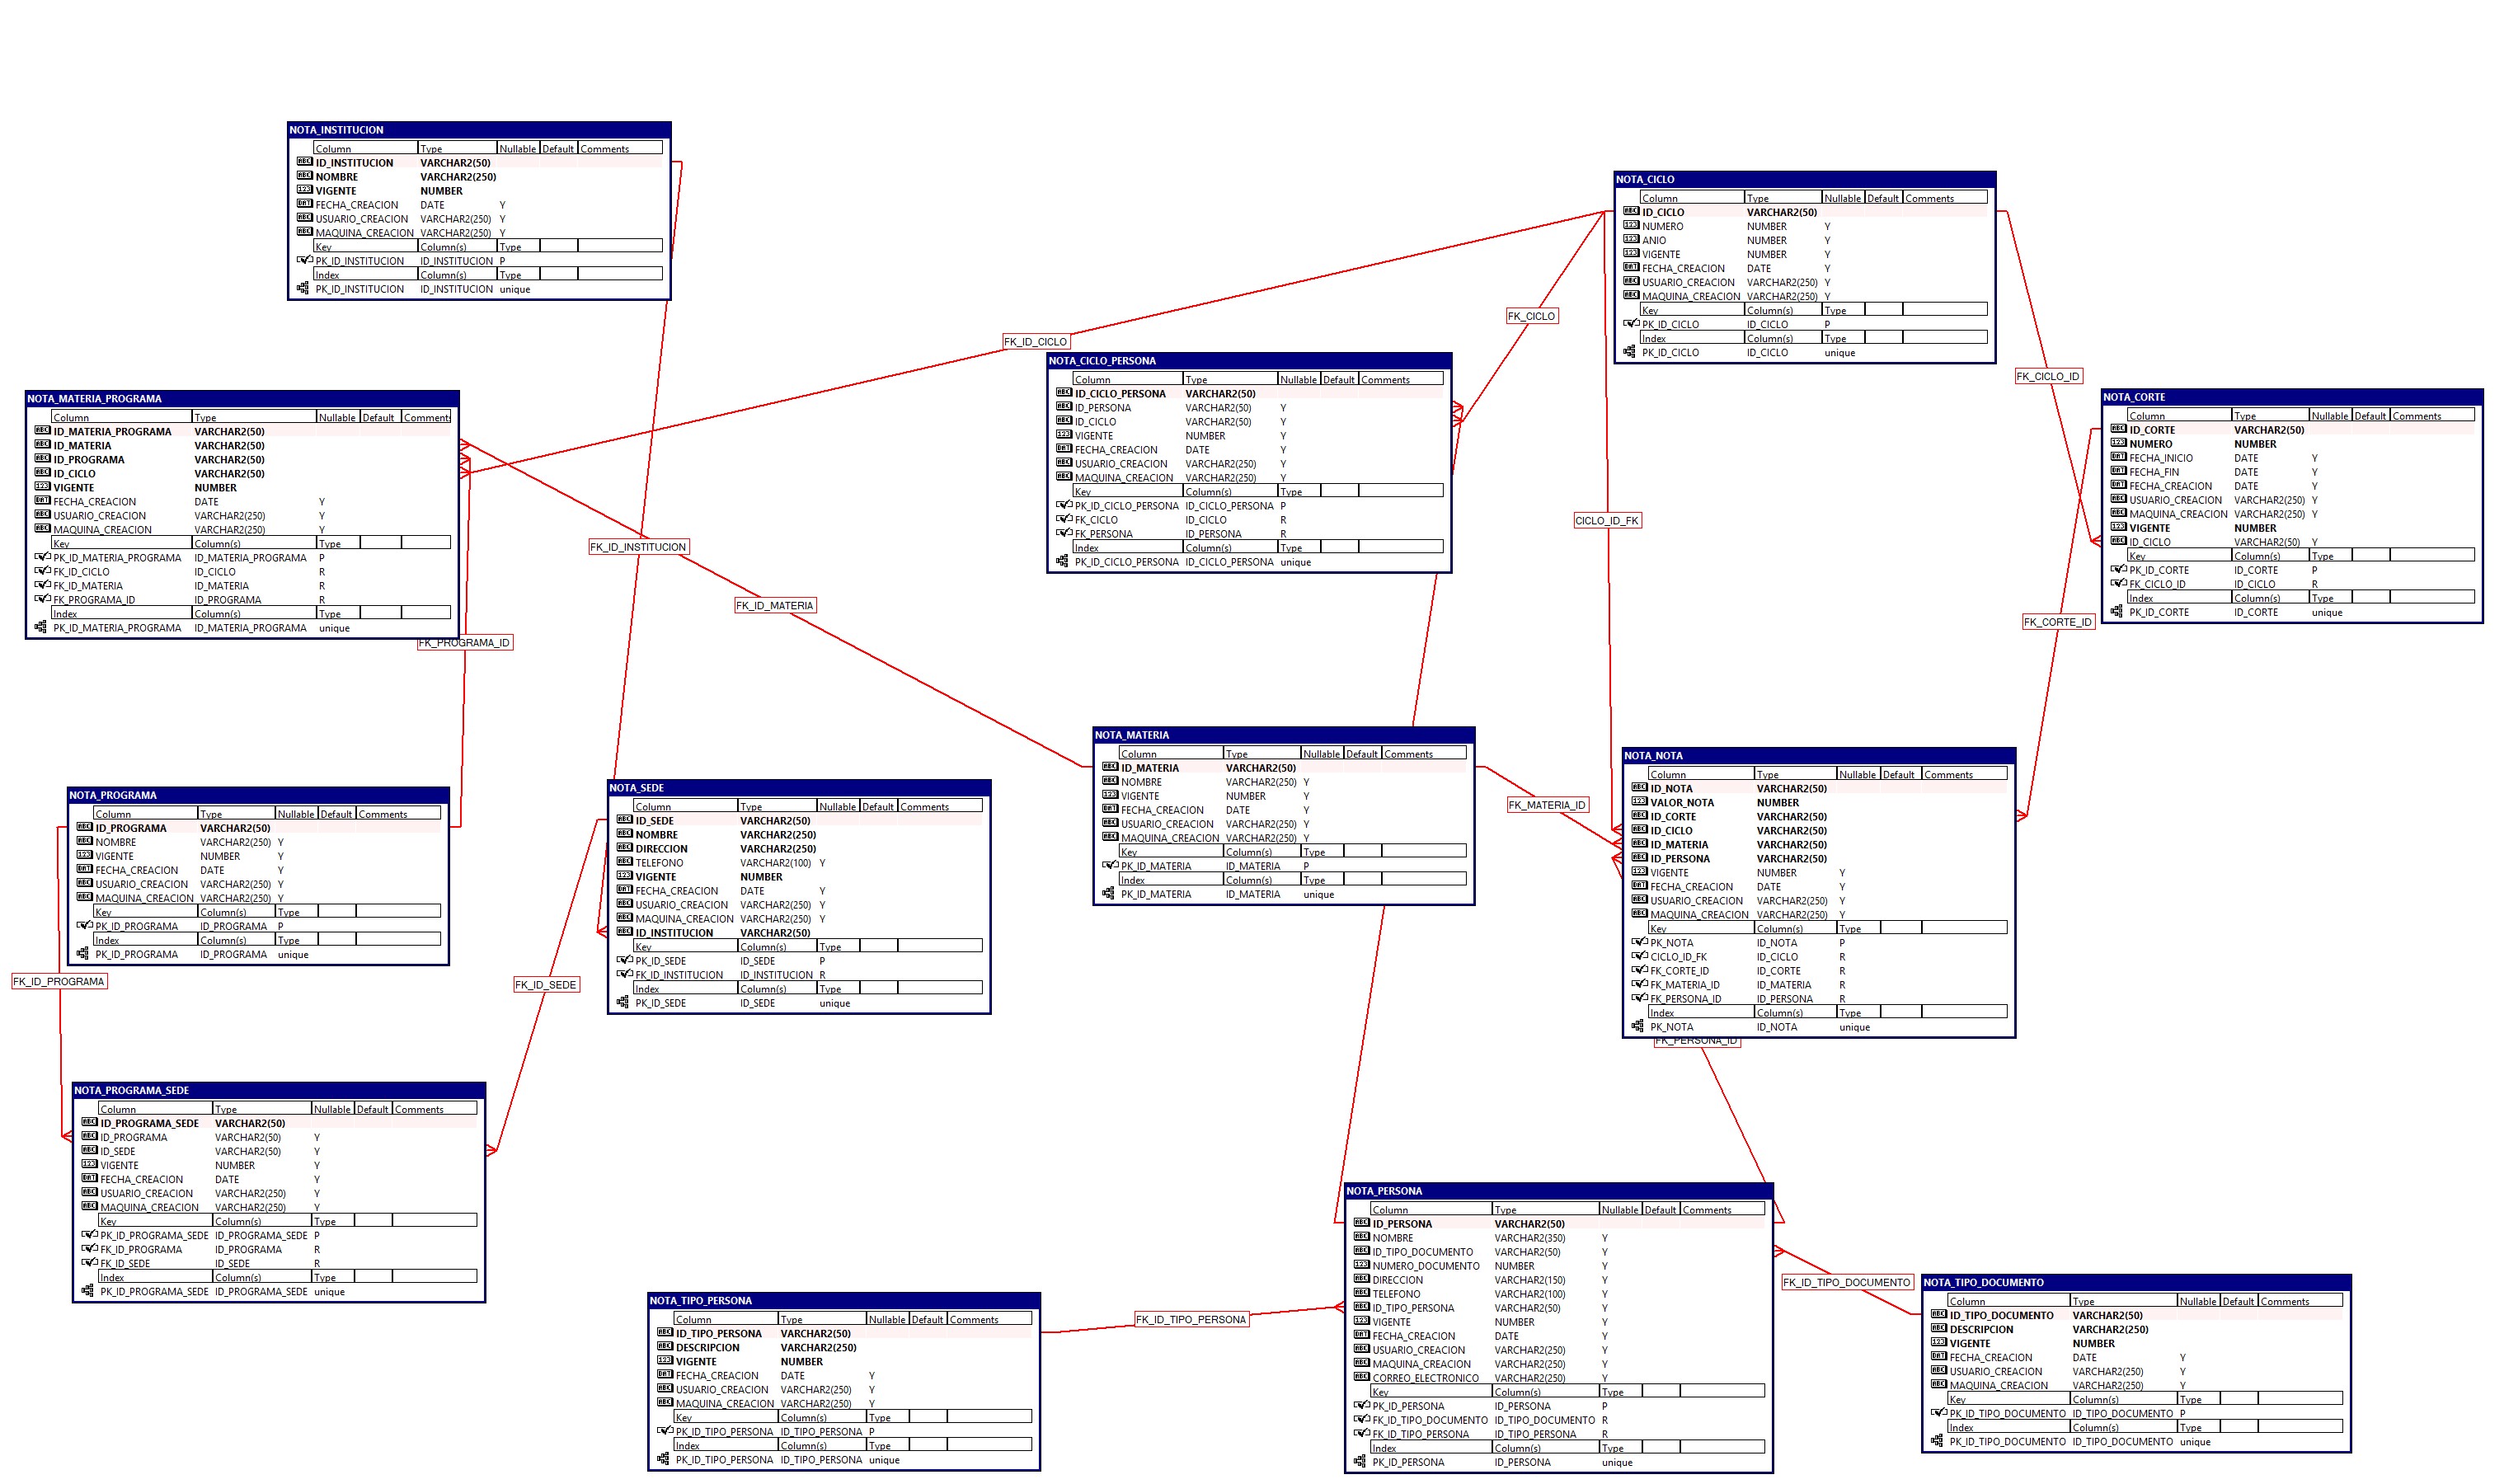 NOTA_INSTITUCION
Column Type Nullable Default Comments
ID_INSTITUCION VARCHAR2(50)
NOMBRE VARCHAR2(250)
VIGENTE NUMBER
FECHA_CREACION DATE Y
USUARIO_CREACION VARCHAR2(250) Y
MAQUINA_CREACION VARCHAR2(250) Y
Key Column(s) Type
PK_ID_INSTITUCION ID_INSTITUCION P
Index Column(s) Type
PK_ID_INSTITUCION ID_INSTITUCION unique
NOTA_CICLO
Column Type Nullable Default Comments
ID_CICLO VARCHAR2(50)
NUMERO NUMBER Y
ANIO NUMBER Y
VIGENTE NUMBER Y
FECHA_CREACION DATE Y
USUARIO_CREACION VARCHAR2(250) Y
MAQUINA_CREACION VARCHAR2(250) Y
Key Column(s) Type
PK_ID_CICLO ID_CICLO P
Index Column(s) Type
PK_ID_CICLO ID_CICLO unique
FK_CICLO
FK_ID_CICLO
NOTA_CICLO_PERSONA
Column Type Nullable Default Comments
ID_CICLO_PERSONA VARCHAR2(50)
ID_PERSONA VARCHAR2(50) Y
ID_CICLO VARCHAR2(50) Y
VIGENTE NUMBER Y
FECHA_CREACION DATE Y
USUARIO_CREACION VARCHAR2(250) Y
MAQUINA_CREACION VARCHAR2(250) Y
Key Column(s) Type
PK_ID_CICLO_PERSONA ID_CICLO_PERSONA P
FK_CICLO ID_CICLO R
FK_PERSONA ID_PERSONA R
Index Column(s) Type
PK_ID_CICLO_PERSONA ID_CICLO_PERSONA unique
FK_CICLO_ID
NOTA_MATERIA_PROGRAMA
Column Type Nullable Default Comments
ID_MATERIA_PROGRAMA VARCHAR2(50)
ID_MATERIA VARCHAR2(50)
ID_PROGRAMA VARCHAR2(50)
ID_CICLO VARCHAR2(50)
VIGENTE NUMBER
FECHA_CREACION DATE Y
USUARIO_CREACION VARCHAR2(250) Y
MAQUINA_CREACION VARCHAR2(250) Y
Key Column(s) Type
PK_ID_MATERIA_PROGRAMA ID_MATERIA_PROGRAMA P
FK_ID_CICLO ID_CICLO R
FK_ID_MATERIA ID_MATERIA R
FK_PROGRAMA_ID ID_PROGRAMA R
Index Column(s) Type
PK_ID_MATERIA_PROGRAMA ID_MATERIA_PROGRAMA unique
NOTA_CORTE
Column Type Nullable Default Comments
ID_CORTE VARCHAR2(50)
NUMERO NUMBER
FECHA_INICIO DATE Y
FECHA_FIN DATE Y
FECHA_CREACION DATE Y
USUARIO_CREACION VARCHAR2(250) Y
MAQUINA_CREACION VARCHAR2(250) Y
VIGENTE NUMBER
ID_CICLO VARCHAR2(50) Y
Key Column(s) Type
PK_ID_CORTE ID_CORTE P
FK_CICLO_ID ID_CICLO R
Index Column(s) Type
PK_ID_CORTE ID_CORTE unique
CICLO_ID_FK
FK_ID_INSTITUCION
FK_ID_MATERIA
FK_CORTE_ID
FK_PROGRAMA_ID
NOTA_MATERIA
Column Type Nullable Default Comments
ID_MATERIA VARCHAR2(50)
NOMBRE VARCHAR2(250) Y
VIGENTE NUMBER Y
FECHA_CREACION DATE Y
USUARIO_CREACION VARCHAR2(250) Y
MAQUINA_CREACION VARCHAR2(250) Y
Key Column(s) Type
PK_ID_MATERIA ID_MATERIA P
Index Column(s) Type
PK_ID_MATERIA ID_MATERIA unique
FK_MATERIA_ID
NOTA_NOTA
Column Type Nullable Default Comments
ID_NOTA VARCHAR2(50)
VALOR_NOTA NUMBER
ID_CORTE VARCHAR2(50)
ID_CICLO VARCHAR2(50)
ID_MATERIA VARCHAR2(50)
ID_PERSONA VARCHAR2(50)
VIGENTE NUMBER Y
FECHA_CREACION DATE Y
USUARIO_CREACION VARCHAR2(250) Y
MAQUINA_CREACION VARCHAR2(250) Y
Key Column(s) Type
PK_NOTA ID_NOTA P
CICLO_ID_FK ID_CICLO R
FK_CORTE_ID ID_CORTE R
FK_MATERIA_ID ID_MATERIA R
FK_PERSONA_ID ID_PERSONA R
Index Column(s) Type
PK_NOTA ID_NOTA unique
FK_PERSONA_ID
NOTA_PROGRAMA
Column Type Nullable Default Comments
ID_PROGRAMA VARCHAR2(50)
NOMBRE VARCHAR2(250) Y
VIGENTE NUMBER Y
FECHA_CREACION DATE Y
USUARIO_CREACION VARCHAR2(250) Y
MAQUINA_CREACION VARCHAR2(250) Y
Key Column(s) Type
PK_ID_PROGRAMA ID_PROGRAMA P
Index Column(s) Type
PK_ID_PROGRAMA ID_PROGRAMA unique
NOTA_SEDE
Column Type Nullable Default Comments
ID_SEDE VARCHAR2(50)
NOMBRE VARCHAR2(250)
DIRECCION VARCHAR2(250)
TELEFONO VARCHAR2(100) Y
VIGENTE NUMBER
FECHA_CREACION DATE Y
USUARIO_CREACION VARCHAR2(250) Y
MAQUINA_CREACION VARCHAR2(250) Y
ID_INSTITUCION VARCHAR2(50)
Key Column(s) Type
PK_ID_SEDE ID_SEDE P
FK_ID_INSTITUCION ID_INSTITUCION R
Index Column(s) Type
PK_ID_SEDE ID_SEDE unique
FK_ID_PROGRAMA
FK_ID_SEDE
NOTA_PROGRAMA_SEDE
Column Type Nullable Default Comments
ID_PROGRAMA_SEDE VARCHAR2(50)
ID_PROGRAMA VARCHAR2(50) Y
ID_SEDE VARCHAR2(50) Y
VIGENTE NUMBER Y
FECHA_CREACION DATE Y
USUARIO_CREACION VARCHAR2(250) Y
MAQUINA_CREACION VARCHAR2(250) Y
Key Column(s) Type
PK_ID_PROGRAMA_SEDE ID_PROGRAMA_SEDE P
FK_ID_PROGRAMA ID_PROGRAMA R
FK_ID_SEDE ID_SEDE R
Index Column(s) Type
PK_ID_PROGRAMA_SEDE ID_PROGRAMA_SEDE unique
NOTA_TIPO_PERSONA
Column Type Nullable Default Comments
ID_TIPO_PERSONA VARCHAR2(50)
DESCRIPCION VARCHAR2(250)
VIGENTE NUMBER
FECHA_CREACION DATE Y
USUARIO_CREACION VARCHAR2(250) Y
MAQUINA_CREACION VARCHAR2(250) Y
Key Column(s) Type
PK_ID_TIPO_PERSONA ID_TIPO_PERSONA P
Index Column(s) Type
PK_ID_TIPO_PERSONA ID_TIPO_PERSONA unique
FK_ID_TIPO_PERSONA
NOTA_PERSONA
Column Type Nullable Default Comments
ID_PERSONA VARCHAR2(50)
NOMBRE VARCHAR2(350) Y
ID_TIPO_DOCUMENTO VARCHAR2(50) Y
NUMERO_DOCUMENTO NUMBER Y
DIRECCION VARCHAR2(150) Y
TELEFONO VARCHAR2(100) Y
ID_TIPO_PERSONA VARCHAR2(50) Y
VIGENTE NUMBER Y
FECHA_CREACION DATE Y
USUARIO_CREACION VARCHAR2(250) Y
MAQUINA_CREACION VARCHAR2(250) Y
CORREO_ELECTRONICO VARCHAR2(250) Y
Key Column(s) Type
PK_ID_PERSONA ID_PERSONA P
FK_ID_TIPO_DOCUMENTO ID_TIPO_DOCUMENTO R
FK_ID_TIPO_PERSONA ID_TIPO_PERSONA R
Index Column(s) Type
PK_ID_PERSONA ID_PERSONA unique
FK_ID_TIPO_DOCUMENTO
NOTA_TIPO_DOCUMENTO
Column Type Nullable Default Comments
ID_TIPO_DOCUMENTO VARCHAR2(50)
DESCRIPCION VARCHAR2(250)
VIGENTE NUMBER
FECHA_CREACION DATE Y
USUARIO_CREACION VARCHAR2(250) Y
MAQUINA_CREACION VARCHAR2(250) Y
Key Column(s) Type
PK_ID_TIPO_DOCUMENTO ID_TIPO_DOCUMENTO P
Index Column(s) Type
PK_ID_TIPO_DOCUMENTO ID_TIPO_DOCUMENTO unique